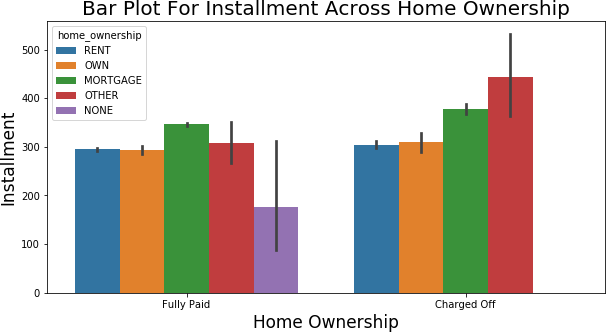 Bar Plot For Installment Across Home Ownership
home_ownership
RENT
OWN
MORTGAGE
OTHER
NONE
Installment
500
400
300
200
100
0
Fully Paid
Charged Off
Home Ownership